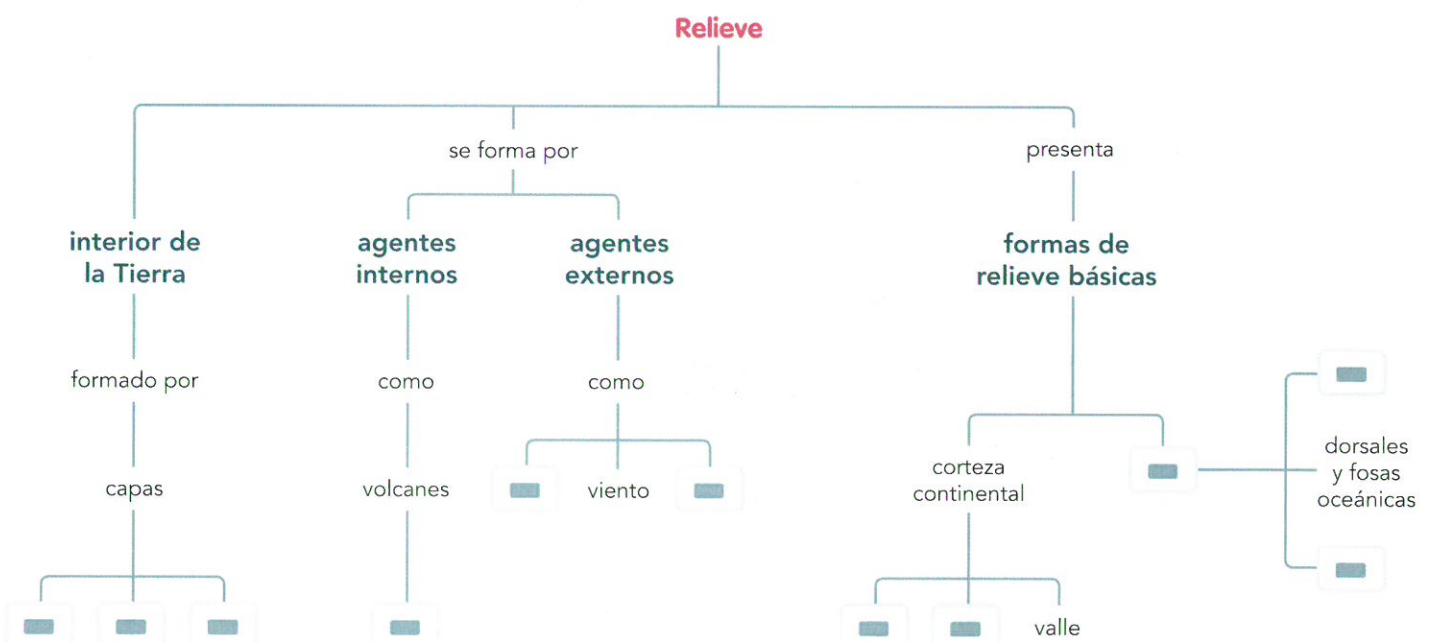 Relieve
se forma por
presenta
interior de
la Tierra
agentes
internos
agentes
externos
formas de
relieve básicas
formado por
como
como
capas
volcanes
viento
corteza
continental
dorsales
y fosas
oceánicas
valle